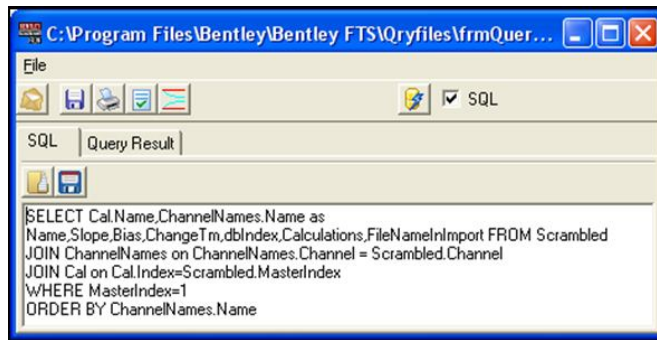 C:\Program Files\Bentley\Bentley FTS\Qryfiles\frmQuer...
File
SQL
SQL Query Result
SELECT Cal.Name,ChannelNames.Name as
Name,Slope,Bias,ChangeTm,dbIndex,Calculations,FileNameInImport FROM Scrambled
JOIN ChannelNames on ChannelNames.Channel = Scrambled.Channel
JOIN Cal on Cal.Index=Scrambled.MasterIndex
WHERE MasterIndex=1
ORDER BY ChannelNames.Name